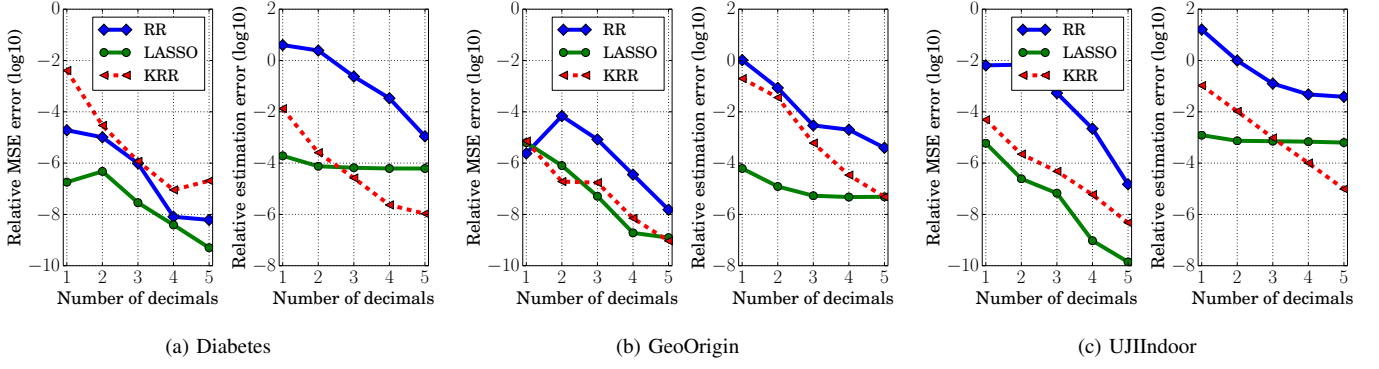 Relative MSE error (log10)
0
−2
−4
−6
−8
−10
RR
LASSO
KRR
1 2 3 4 5
Number of decimals
Relative estimation error (log10)
2
0
−2
−4
−6
−8
1 2 3 4 5
Number of decimals
(a) Diabetes
Relative MSE error (log10)
0
−2
−4
−6
−8
−10
RR
LASSO
KRR
1 2 3 4 5
Number of decimals
Relative estimation error (log10)
2
0
−2
−4
−6
−8
1 2 3 4 5
Number of decimals
(b) GeoOrigin
Relative MSE error (log10)
0
−2
−4
−6
−8
−10
RR
LASSO
KRR
1 2 3 4 5
Number of decimals
Relative estimation error (log10)
2
0
−2
−4
−6
−8
1 2 3 4 5
Number of decimals
(c) UJIIndoor